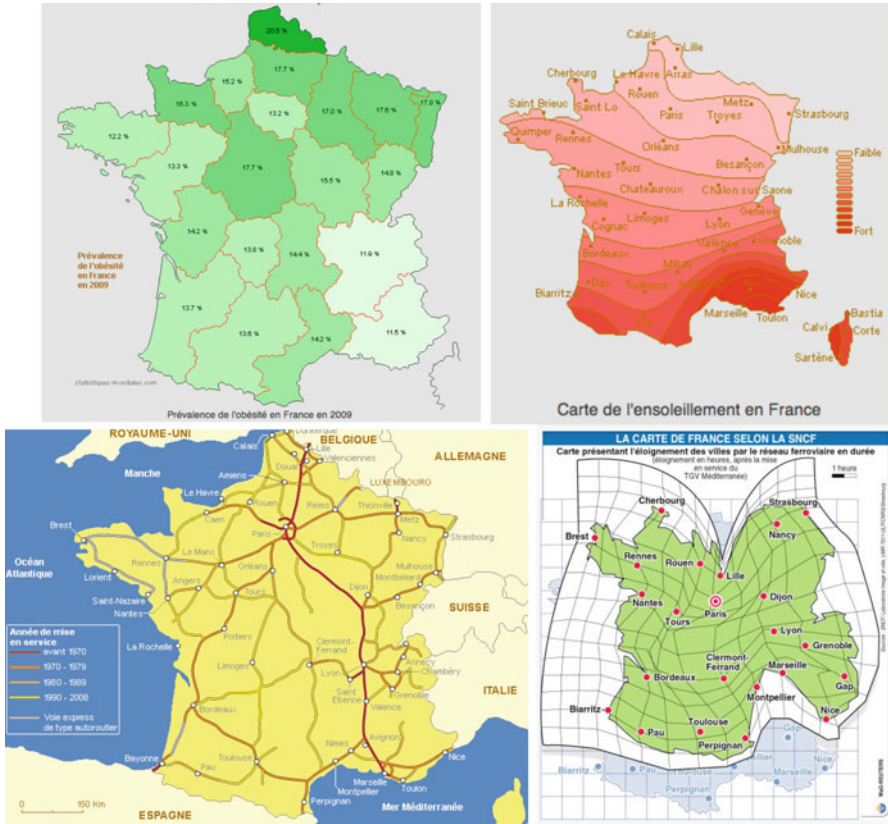 20.5 %
17.7 %
15.2 %
16.3 %
13.2 %
17.0 %
17.6 %
17.8 %
12.2 %
13.3 %
17.7 %
15.5 %
14.8 %
14.2 %
13.8 %
14.4 %
11.9 %
Prévalence
de l'obésité
en France
en 2009
13.7 %
13.6 %
14.2 %
11.5 %
statistiques-mondiales.com
Prévalence de l'obésité en France en 2009
Calais
Lille
Cherbourg
Le Havre
Arras
Rouen
Saint Brieuc
Saint Lo
Paris
Metz
Troyes
Strasbourg
Quimper
Rennes
Orléans
Mulhouse
Nantes
Tours
Besançon
Chateauroux
Chalon sur Saone
La Rochelle
Genève
Limoges
Cognac
Lyon
Bordeaux
Valence
Grenoble
Millau
Biarritz
Dax
Toulouse
Nice
Marseille
Toulon
Bastia
Calvi
Corte
Sartène
Faible
Fort
Carte de l'ensoleillement en France
ROYAUME-UNI
BELGIQUE
ALLEMAGNE
Calais
Dunkerque
Lille
Valenciennes
Douai
Manche
Amiens
LUXEMBOURG
Le Havre
Rouen
Reims
Thionville
Caen
Paris
Metz
Brest
Nancy
Strasbourg
Troyes
Rennes
Le Mans
Océan
Atlantique
Orléans
Mulhouse
Lorient
Angers
Montbéliard
Tours
Dijon
Besançon
Saint-Nazaire
Nantes
SUISSE
Année de mise
en service
avant 1970
1970 - 1979
1980 - 1989
1990 - 2008
Voie express
de type autoroutier
Poitiers
La Rochelle
Clermont-
Ferrand
Limoges
Lyon
Annecy
Chambéry
Saint
Etienne
Grenoble
ITALIE
Valence
Bordeaux
Avignon
Bayonne
Toulouse
Nimes
Nice
Pau
Montpellier
Marseille
Toulon
Perpignan
0
150 Km
Mer Méditerranée
ESPAGNE
LA CARTE DE FRANCE SELON LA SNCF
Carte présentant l'éloignement des villes par le réseau ferroviaire en durée
(éloignement en heures, après la mise
en service du
TGV Méditerranée)
1 heure
Cherbourg
Strasbourg
Brest
Nancy
Rennes
Rouen
Lille
Nantes
Paris
Dijon
Tours
Lyon
Grenoble
Clermont-
Ferrand
Marseille
Bordeaux
Gap
Montpellier
Biarritz
Nice
Toulouse
Pau
Perpignan
Gap
Biarritz
Pau
Toulouse
Nice
Marseille
Perpignan